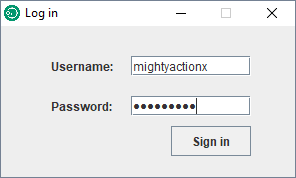 Log in
Username: mightyactionx
Password: •••••••••
Sign in